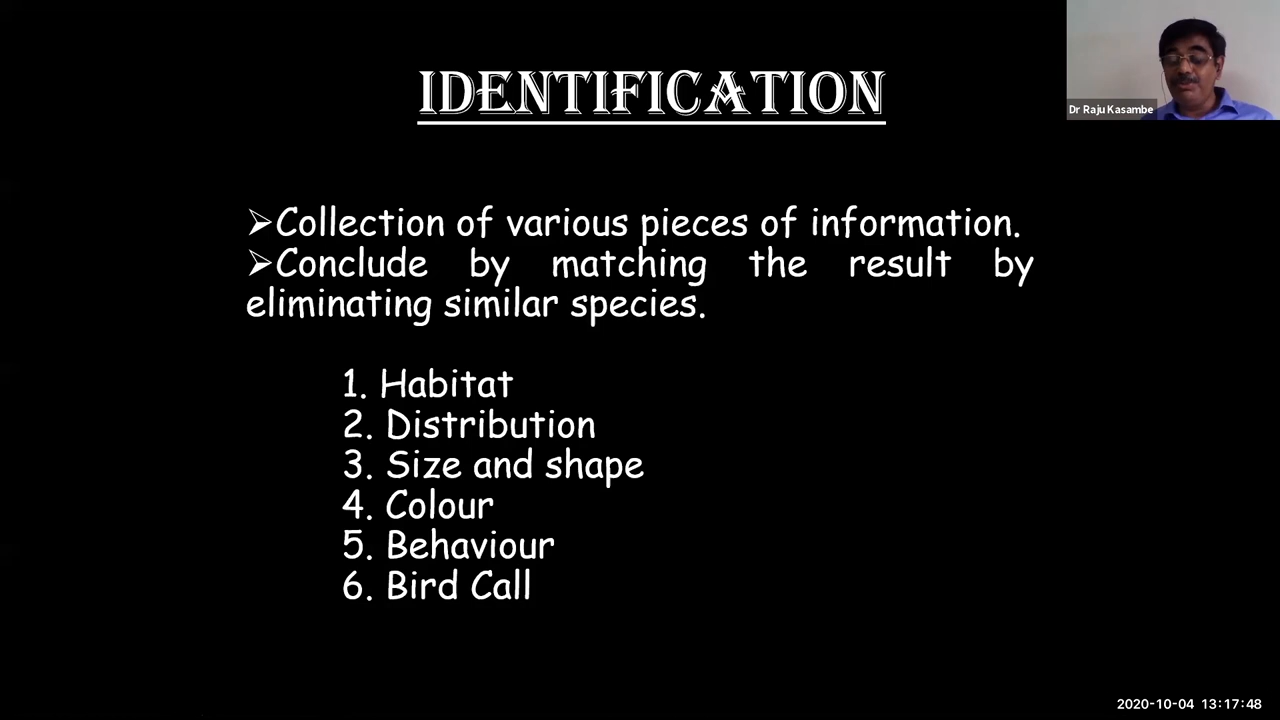 IDENTIFICATION
Dr Raju Kasambe
➢Collection of various pieces of information.
➢Conclude by matching the result by
eliminating similar species.
1. Habitat
2. Distribution
3. Size and shape
4. Colour
5. Behaviour
6. Bird Call
2020-10-04 13:17:48